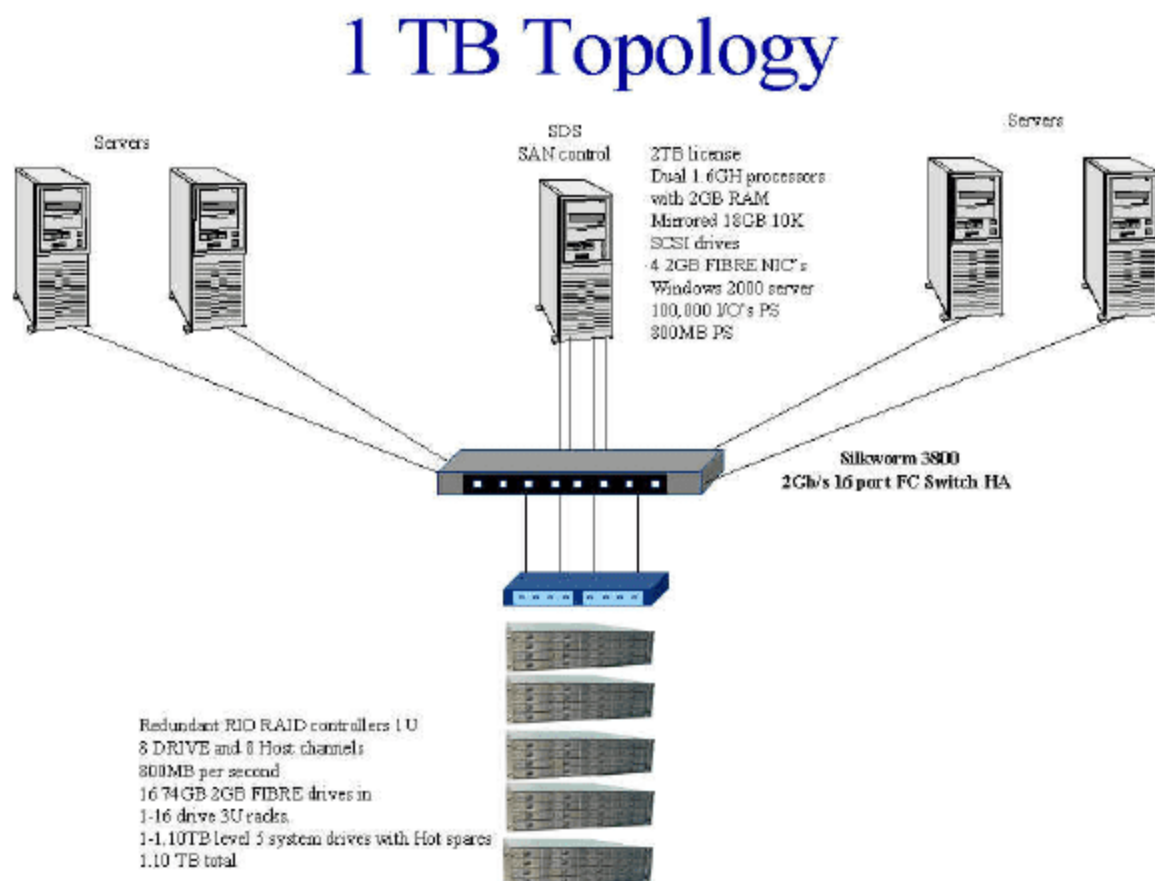 1 TB Topology
Servers
SDS
SAN control
2TB license
Dual 1.6GH processors
with 2GB RAM
Mirrored 18GB 10K
SCSI drives
4 2GB FIBRE NIC's
Windows 2000 server
100,000 I/O's PS
800MB PS
Servers
Silkworm 3800
2Gb/s 16 port FC Switch HA
Redundant RIO RAID controllers 1U
8 DRIVE and 8 Host channels
800MB per second
16 74GB 2GB FIBRE drives in
1-16 drive 3U racks.
1-1.10TB level 5 system drives with Hot spares
1.10 TB total